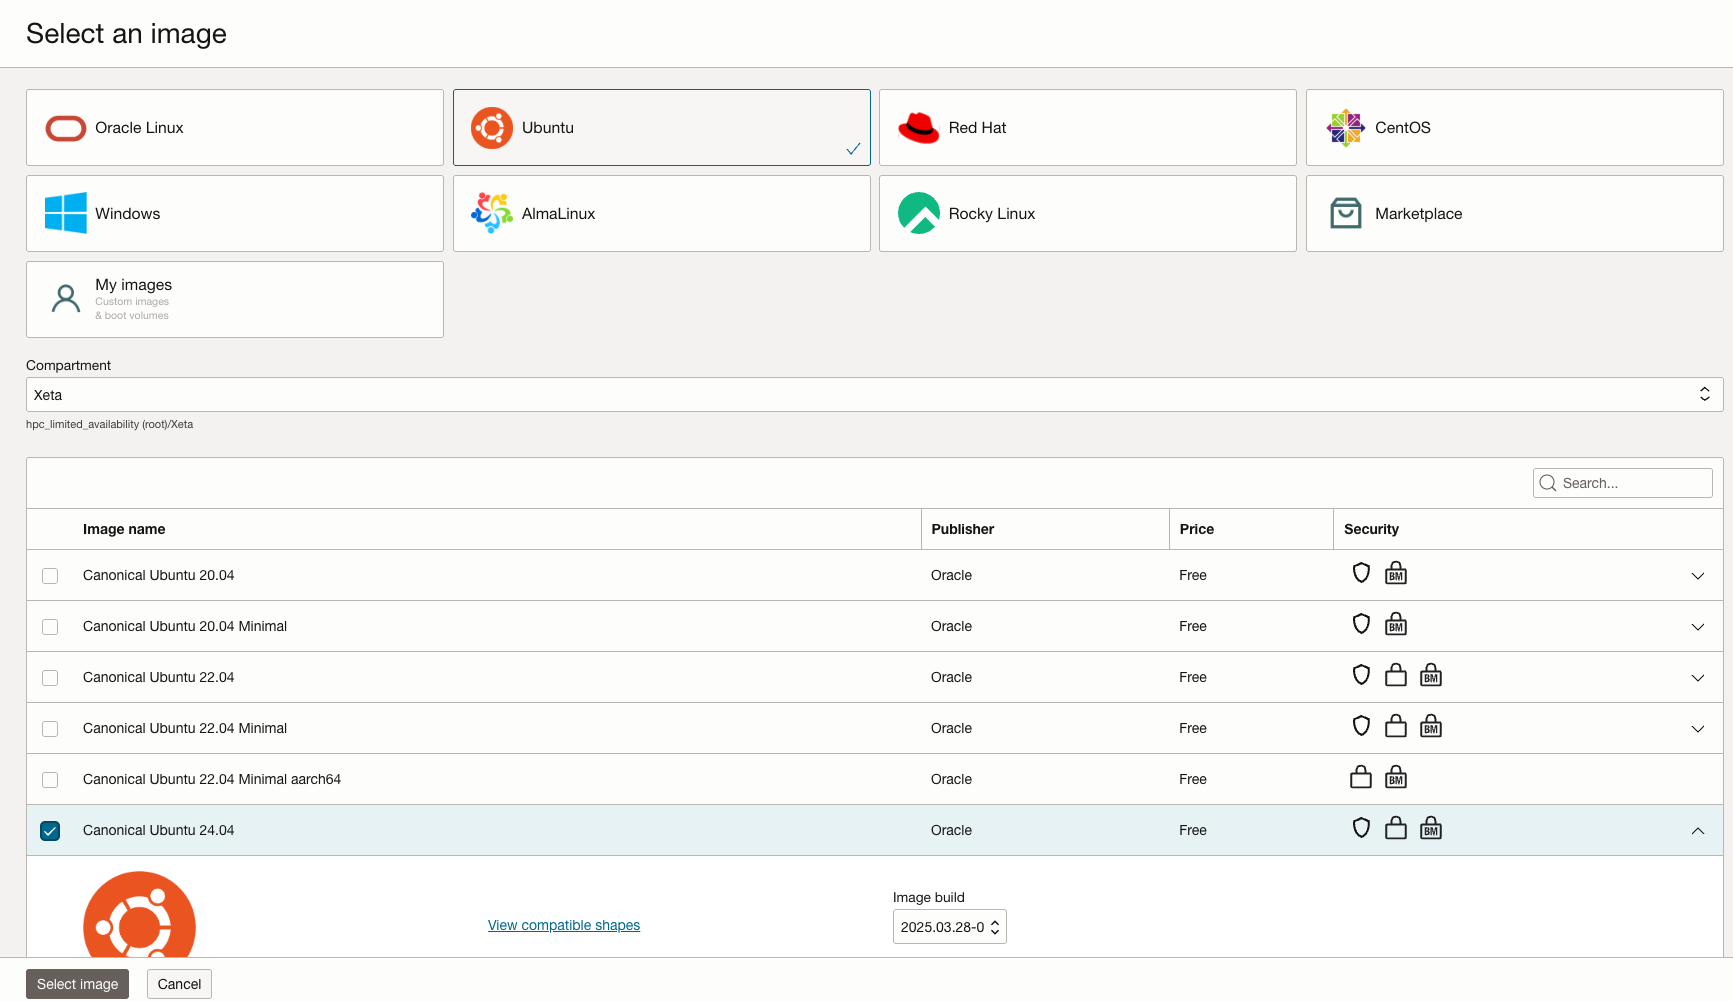 Select an image
Oracle Linux
Ubuntu
Red Hat
CentOS
Windows
AlmaLinux
Rocky Linux
Marketplace
My images
Custom images
& boot volumes
Compartment
Xeta
hpc_limited_availability (root)/Xeta
Search...
Image name Publisher Price Security
Canonical Ubuntu 20.04 Oracle Free BM
Canonical Ubuntu 20.04 Minimal Oracle Free BM
Canonical Ubuntu 22.04 Oracle Free BM
Canonical Ubuntu 22.04 Minimal Oracle Free BM
Canonical Ubuntu 22.04 Minimal aarch64 Oracle Free BM
Canonical Ubuntu 24.04 Oracle Free BM
Image build
View compatible shapes 2025.03.28-0
Select image Cancel